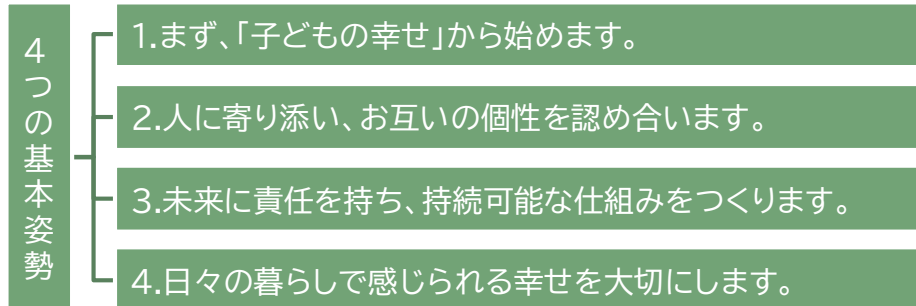 4つの基本姿勢
1.まず、「子どもの幸せ」から始めます。
2.人に寄り添い、お互いの個性を認め合います。
3.未来に責任を持ち、持続可能な仕組みをつくります。
4.日々の暮らしで感じられる幸せを大切にします。